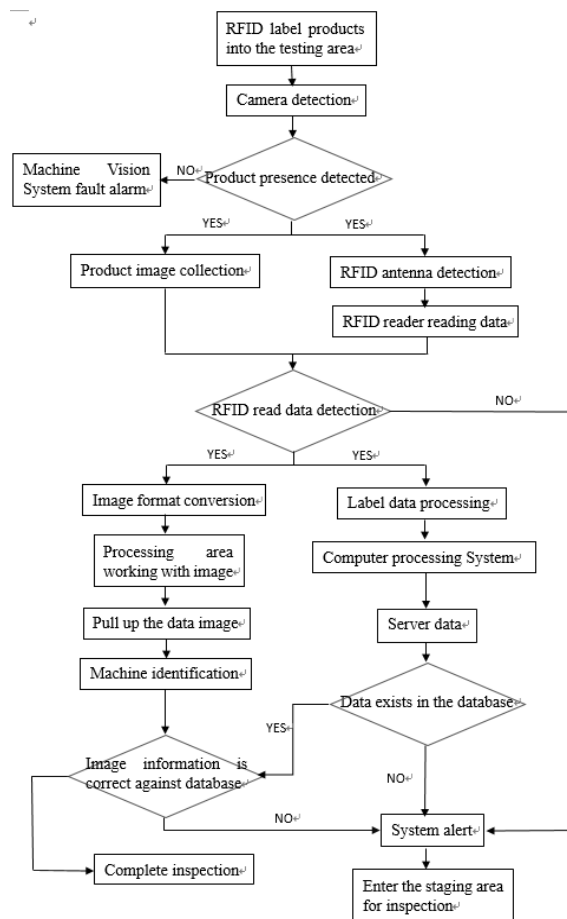 RFID label products
into the testing area↵
Camera detection↵
Product presence detected↵
NO↵
Machine Vision
System fault alarm↵
YES↵
YES↵
Product image collection↵
RFID antenna detection↵
RFID reader reading data↵
RFID read data detection↵
NO↵
YES↵
YES↵
Image format conversion↵
Label data processing↵
Processing area
working with image↵
Computer processing System↵
Pull up the data image↵
Server data↵
Machine identification↵
Data exists in the database↵
YES↵
Image information is
correct against database↵
NO↵
NO↵
System alert↵
Complete inspection↵
Enter the staging area
for inspection↵